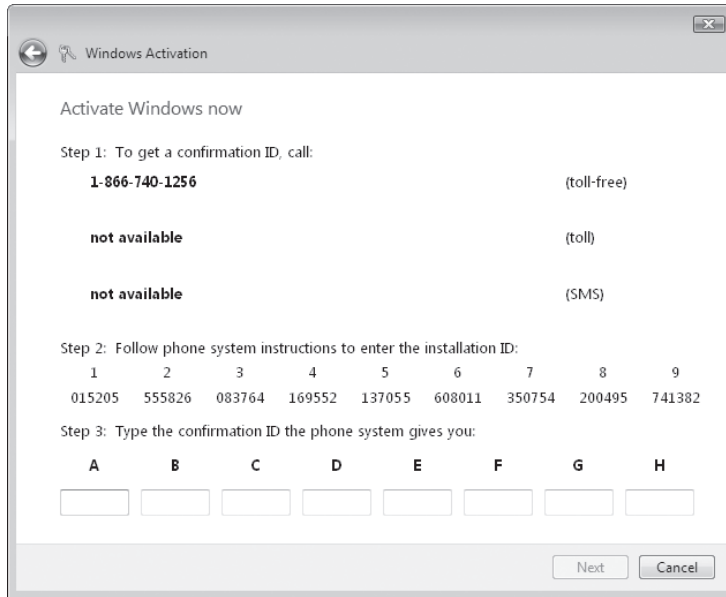 Windows Activation
Activate Windows now
Step 1: To get a confirmation ID, call:
1-866-740-1256 (toll-free)
not available (toll)
not available (SMS)
Step 2: Follow phone system instructions to enter the installation ID:
1 2 3 4 5 6 7 8 9
015205 555826 083764 169552 137055 608011 350754 200495 741382
Step 3: Type the confirmation ID the phone system gives you:
A B C D E F G H
Next Cancel